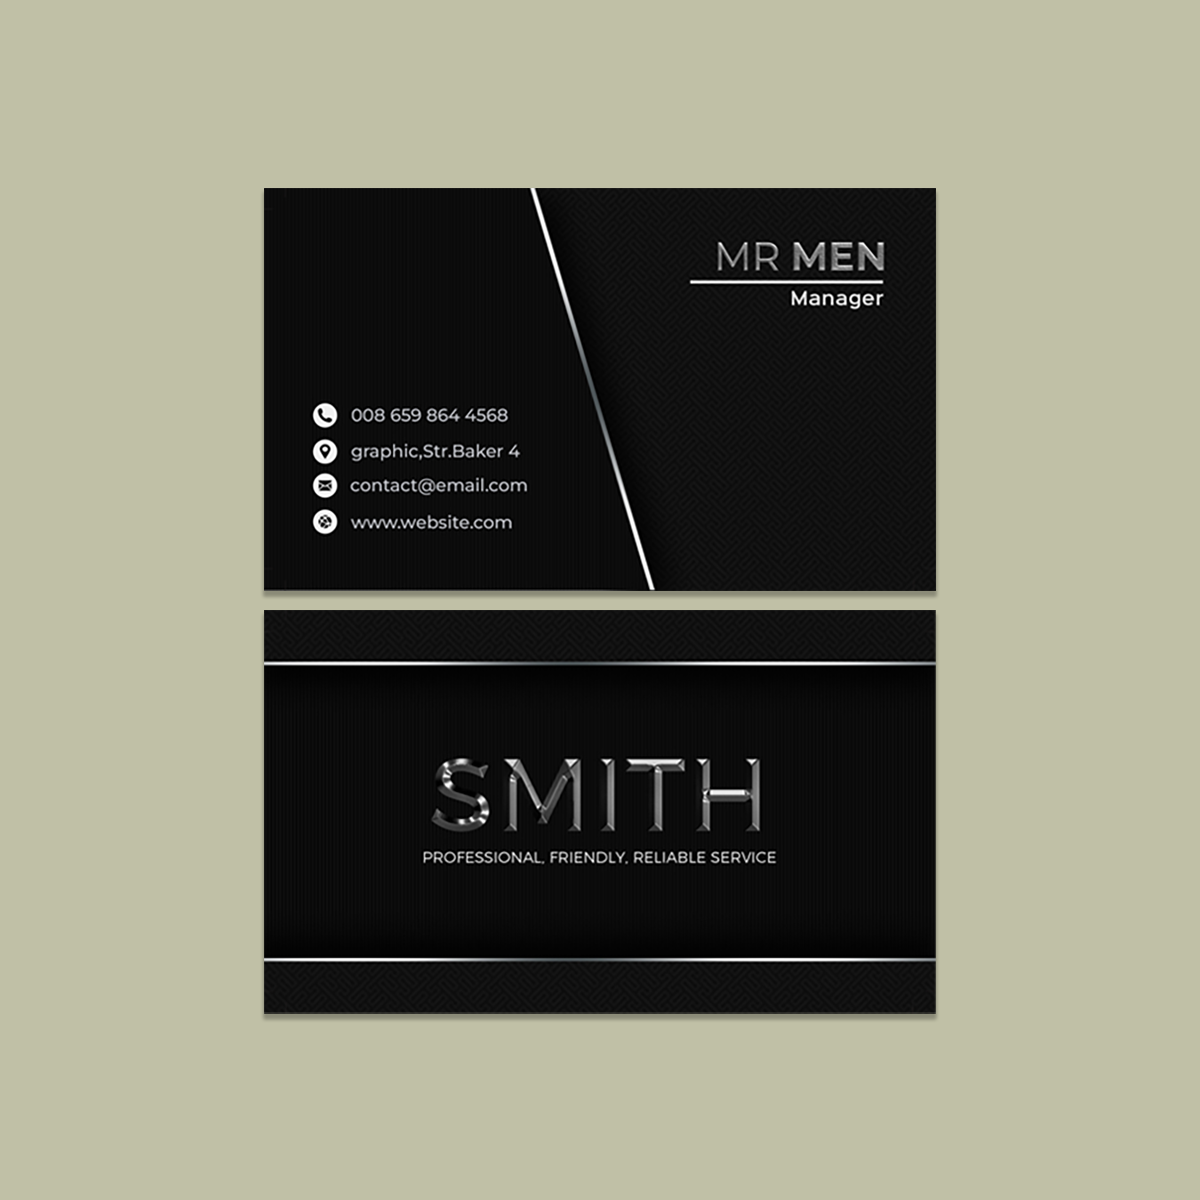 MR MEN
Manager
008 659 864 4568
graphic,Str.Baker 4
contact@email.com
www.website.com
SMITH
PROFESSIONAL, FRIENDLY, RELIABLE SERVICE